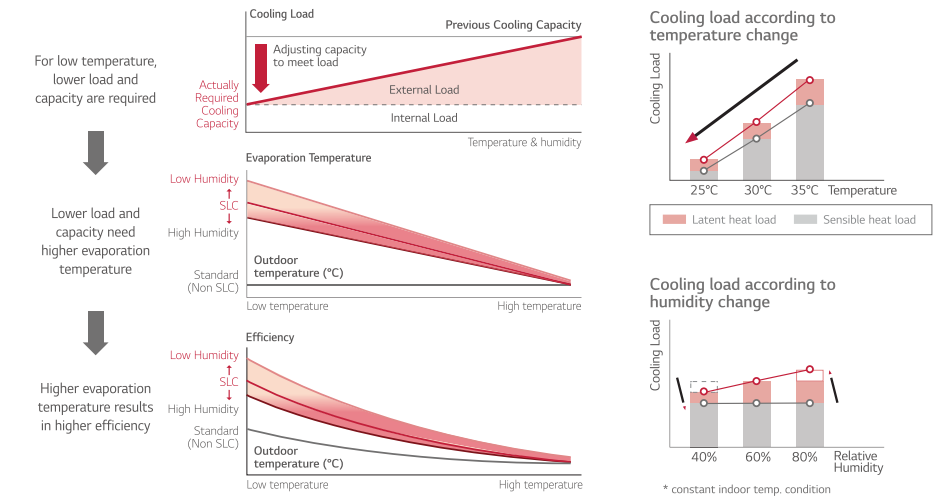 For low temperature,
lower load and
capacity are required
Lower load and
capacity need
higher evaporation
temperature
Higher evaporation
temperature results
in higher efficiency
Cooling Load
Previous Cooling Capacity
Adjusting capacity
to meet load
External Load
Internal Load
Actually
Required
Cooling
Capacity
Temperature & humidity
Evaporation Temperature
Low Humidity
SLC
High Humidity
Outdoor
temperature (°C)
Standard
(Non SLC)
Low temperature
High temperature
Efficiency
Low Humidity
SLC
High Humidity
Standard
(Non SLC)
Outdoor
temperature (°C)
Low temperature
High temperature
Cooling load according to
temperature change
Cooling Load
25°C
30°C
35°C
Temperature
Latent heat load
Sensible heat load
Cooling load according to
humidity change
Cooling Load
40%
60%
80%
Relative
Humidity
* constant indoor temp. condition